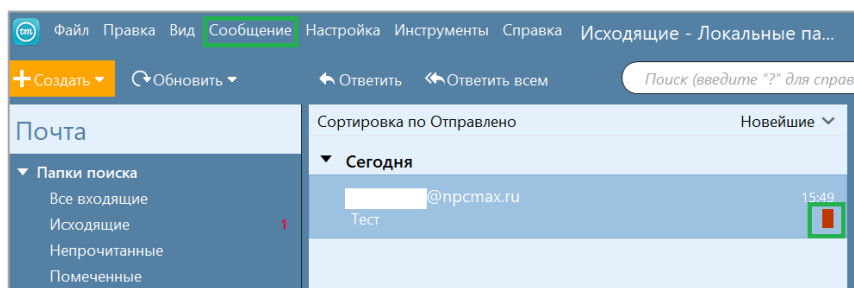 tm Файл Правка Вид Сообщение Настройка Инструменты Справка Исходящие - Локальные па...
Создать Обновить Ответить Ответить всем Поиск (введите "?" для справ
Почта
Папки поиска
Все входящие
Исходящие 1
Непрочитанные
Помеченные
Сортировка по Отправлено Новейшие
Сегодня
@npcmax.ru 15:49
Тест